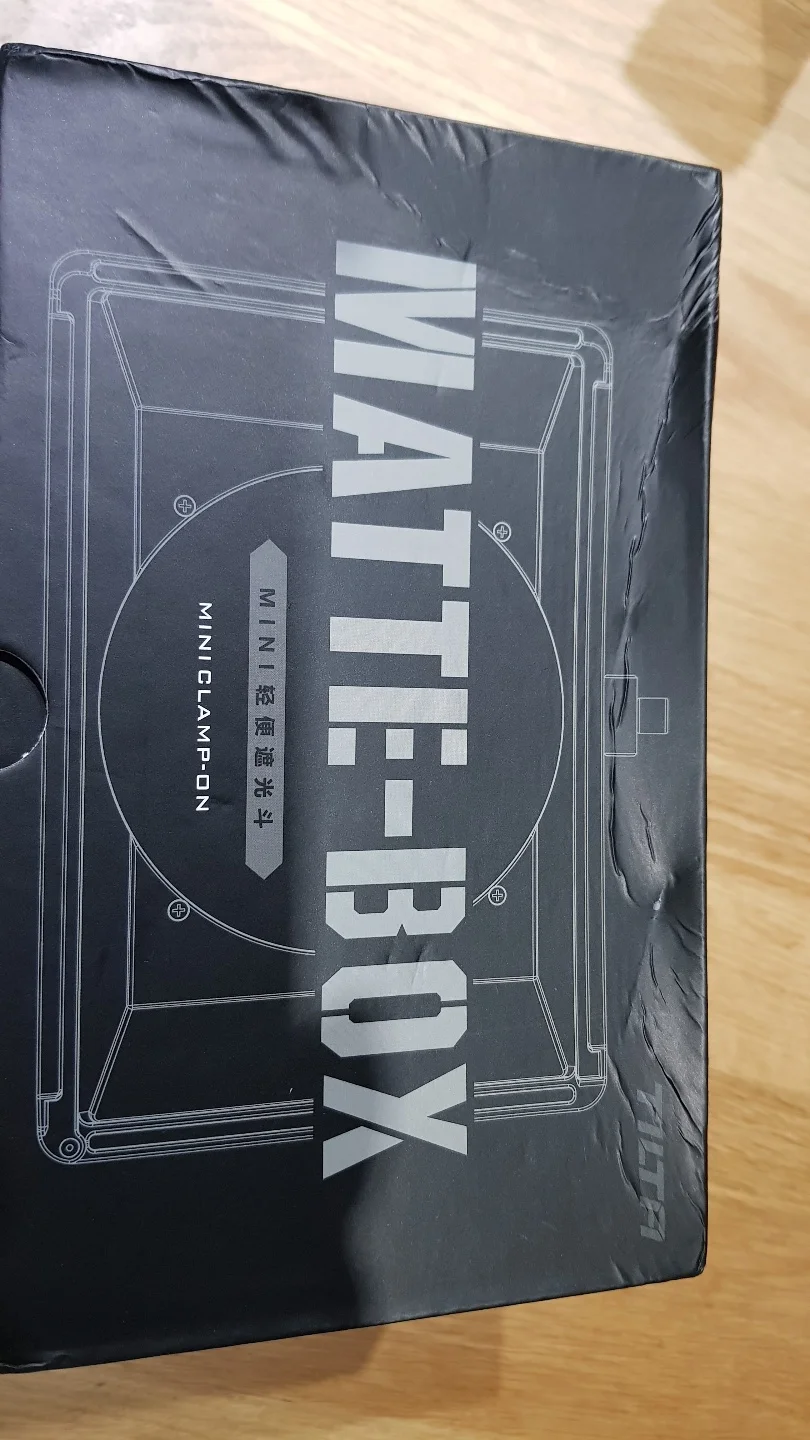 TILTA
MATTE-BOX
MINI 轻便遮光斗
MINI CLAMP-ON